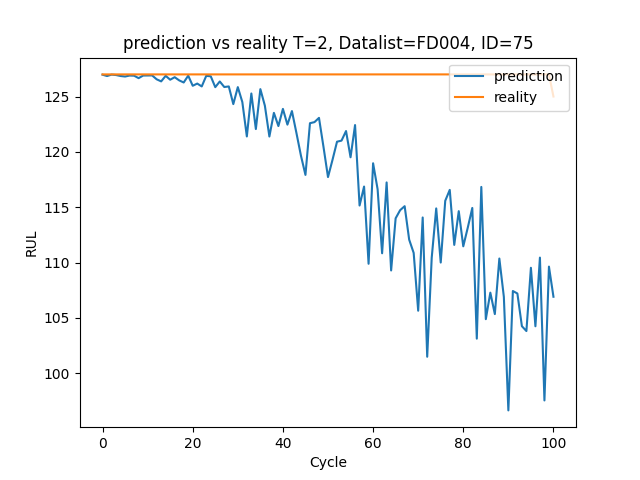 prediction vs reality T=2, Datalist=FD004, ID=75
prediction
reality
125
120
115
110
105
100
RUL
0 20 40 60 80 100
Cycle